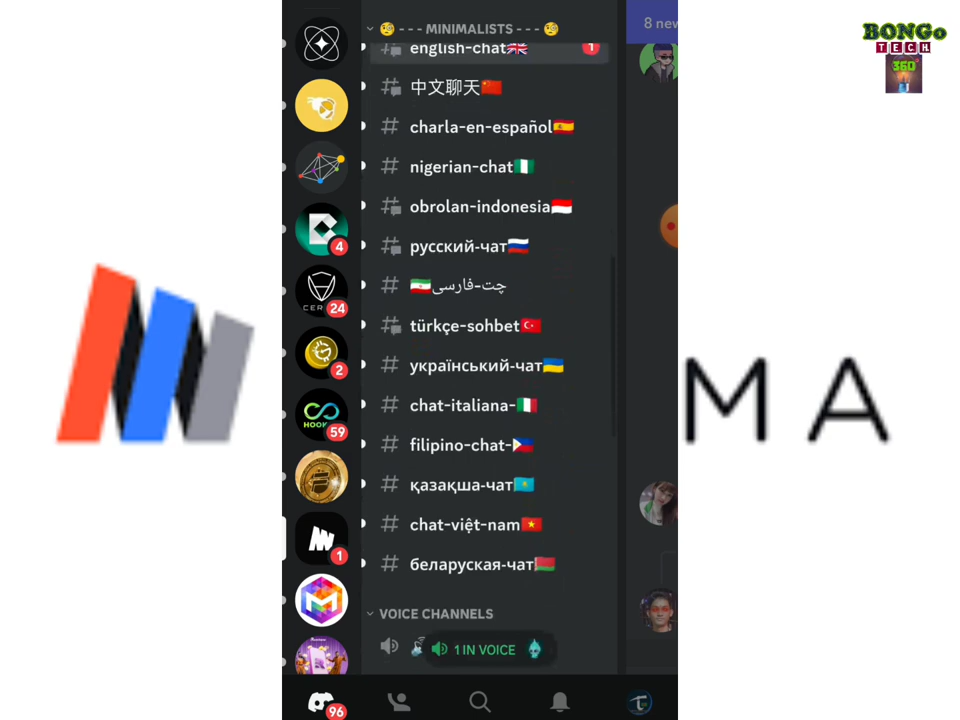 - - - MINIMALISTS - - -
english-chat🇬🇧
1
中文聊天🇨🇳
charla-en-español🇪🇸
nigerian-chat🇳🇬
obrolan-indonesia🇮🇩
русский-чат🇷🇺
چت-فارسی🇮🇷
türkçe-sohbet🇹🇷
український-чат🇺🇦
chat-italiana-🇮🇹
filipino-chat-🇵🇭
қазақша-чат🇰🇿
chat-việt-nam🇻🇳
беларуская-чат🇧🇾
VOICE CHANNELS
1 IN VOICE
4
CER
24
2
HOOK
59
1
96
8 new
BONGo
TECH
360°
MA